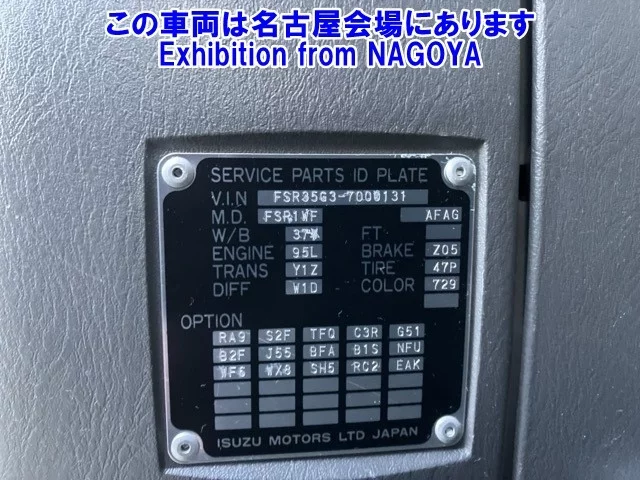 この車両は名古屋会場にあります
Exhibition from NAGOYA
SERVICE PARTS ID PLATE
V.I.N FSR35G3-7000131
M.D. FSR1WF AFAG
W/B FT
ENGINE 95L BRAKE Z05
TRANS Y1Z TIRE 47P
DIFF W1D COLOR 729
OPTION
RA9 S2F TFQ C3R G51
B2F J55 BFA B1S NFU
WF6 WX8 SH5 RC2 EAK
ISUZU MOTORS LTD JAPAN